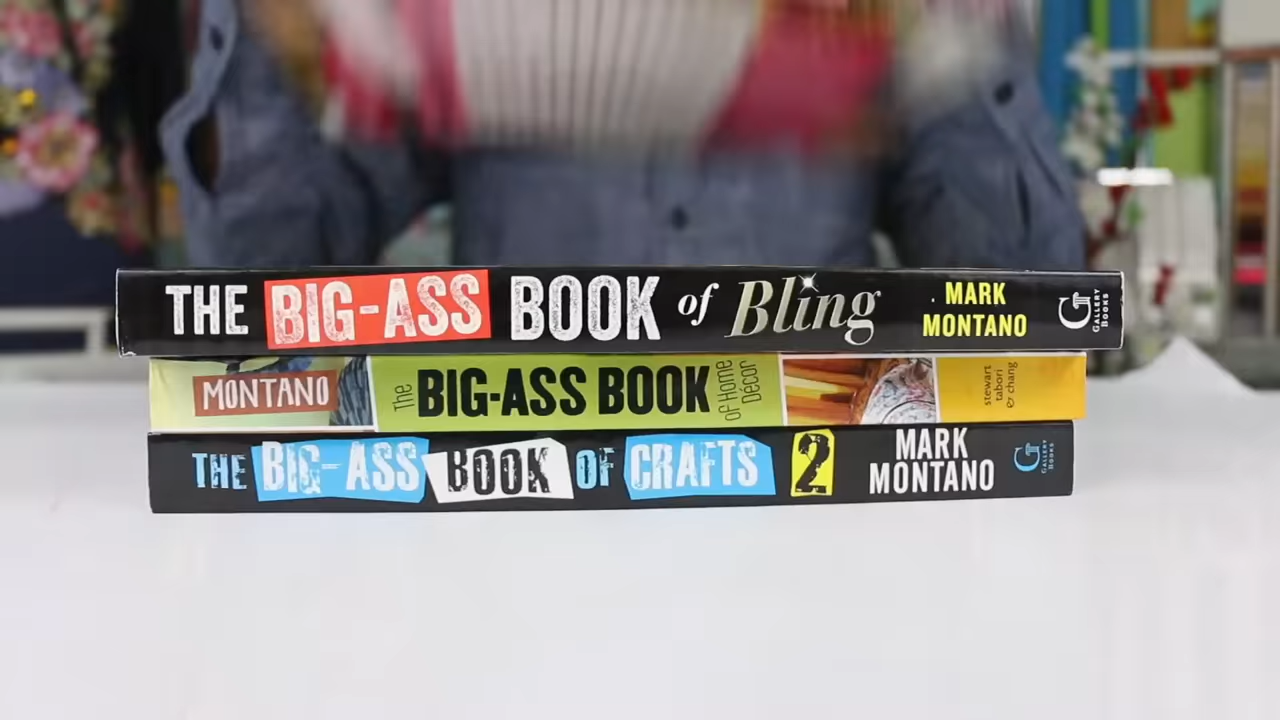 THE BIG-ASS BOOK of Bling MARK MONTANO G GALLERY BOOKS
MONTANO The BIG-ASS BOOK of Home Décor stewart tabori & chang
THE BIG-ASS BOOK OF CRAFTS 2 MARK MONTANO G GALLERY BOOKS